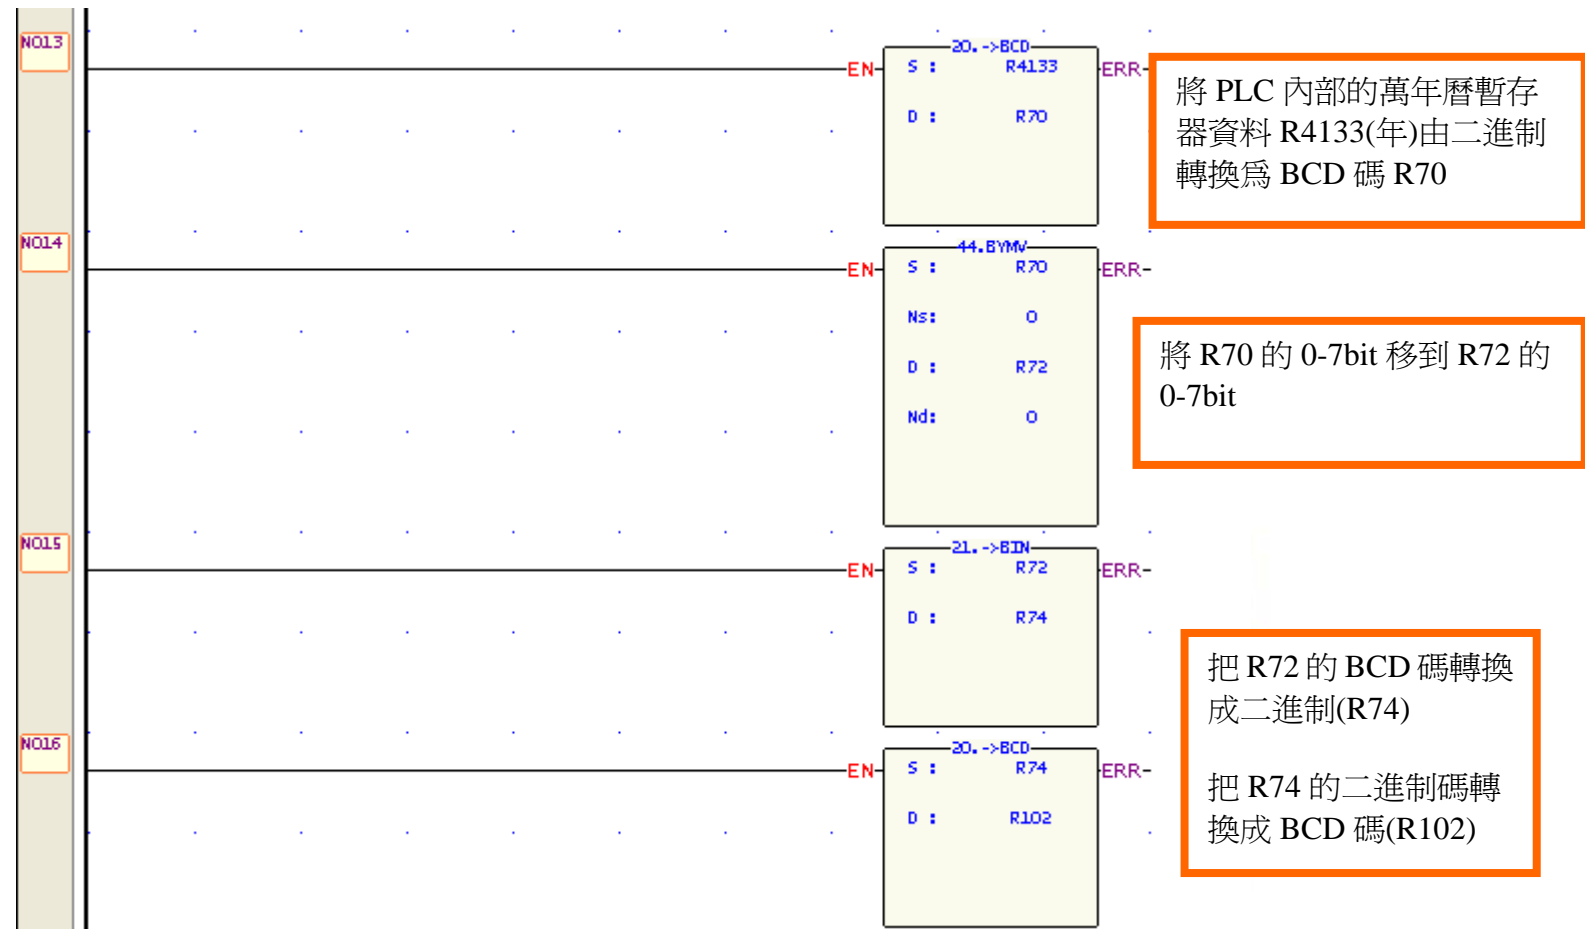 N013
20.->BCD
EN
S :
R4133
ERR
D :
R70
將 PLC 內部的萬年曆暫存
器資料 R4133(年)由二進制
轉換為 BCD 碼 R70
N014
44.BYMV
EN
S :
R70
ERR
Ns:
0
D :
R72
Nd:
0
將 R70 的 0-7bit 移到 R72 的
0-7bit
N015
21.->BIN
EN
S :
R72
ERR
D :
R74
把 R72 的 BCD 碼轉換
成二進制(R74)
N016
20.->BCD
EN
S :
R74
ERR
D :
R102
把 R74 的二進制碼轉
換成 BCD 碼(R102)